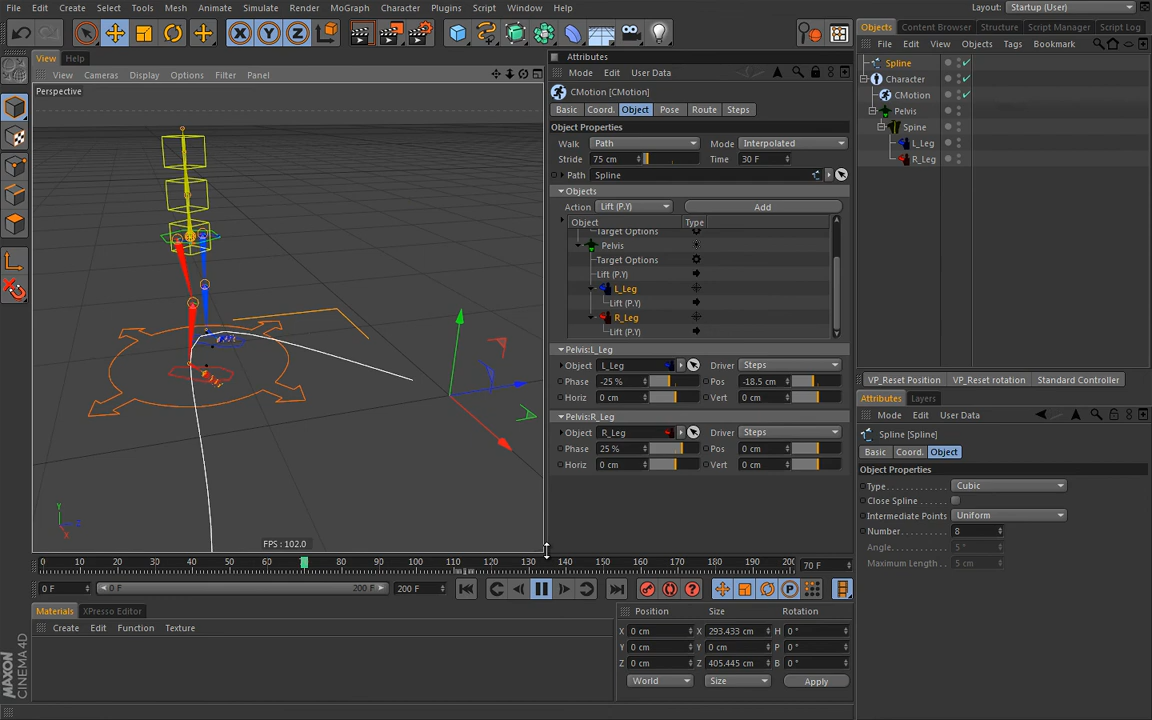 File Edit Create Select Tools Mesh Animate Simulate Render MoGraph Character Plugins Script Window Help
Layout: Startup (User)
View Help
View Cameras Display Options Filter Panel
Perspective
FPS : 102.0
Attributes
Mode Edit User Data
CMotion [CMotion]
Basic Coord. Object Pose Route Steps
Object Properties
Walk Path Mode Interpolated
Stride 75 cm Time 30 F
Path Spline
Objects
Action Lift (P.Y) Add
Object Type
Target Options
Pelvis
Target Options
Lift (P.Y)
L_Leg
Lift (P.Y)
R_Leg
Lift (P.Y)
Pelvis:L_Leg
Object L_Leg Driver Steps
Phase -25 % Pos -18.5 cm
Horiz 0 cm Vert 0 cm
Pelvis:R_Leg
Object R_Leg Driver Steps
Phase 25 % Pos 0 cm
Horiz 0 cm Vert 0 cm
Objects Content Browser Structure Script Manager Script Log
File Edit View Objects Tags Bookmark
Spline
Character
CMotion
Pelvis
Spine
L_Leg
R_Leg
VP_Reset Position VP_Reset rotation Standard Controller
Attributes Layers
Mode Edit User Data
Spline [Spline]
Basic Coord. Object
Object Properties
Type Cubic
Close Spline
Intermediate Points Uniform
Number 8
Angle 5 °
Maximum Length 5 cm
0 10 20 30 40 50 60 70 80 90 100 110 120 130 140 150 160 170 180 190 200 70 F
0 F 0 F 200 F 200 F
Materials XPresso Editor
Create Edit Function Texture
Position Size Rotation
X 0 cm X 293.433 cm H 0 °
Y 0 cm Y 0 cm P 0 °
Z 0 cm Z 405.445 cm B 0 °
World Size Apply
MAXON
CINEMA4D
X Y Z
P
Y
X